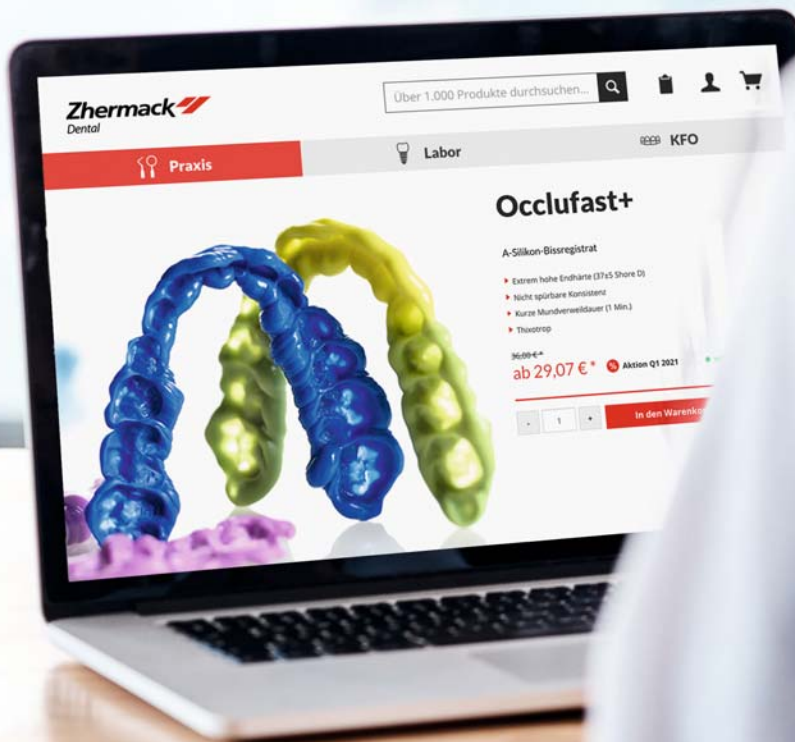 Zhermack
Dental
Über 1.000 Produkte durchsuchen...
Praxis
Labor
KFO
Occlufast+
A-Silikon-Bissregistrat
Extrem hohe Endhärte (37±5 Shore D)
Nicht spürbare Konsistenz
Kurze Mundverweildauer (1 Min.)
Thixotrop
36,00 € *
ab 29,07 € * % Aktion Q1 2021
- 1 + In den Warenko